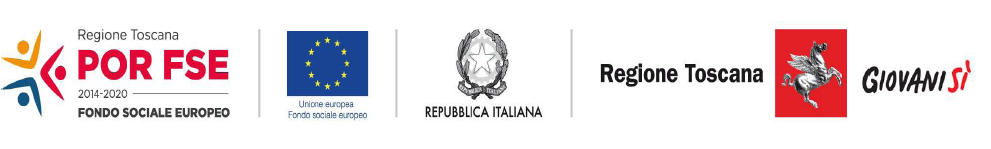 Regione Toscana
POR FSE
2014-2020
FONDO SOCIALE EUROPEO
Unione europea
Fondo sociale europeo
REPUBBLICA ITALIANA
Regione Toscana
GIOVANISÌ